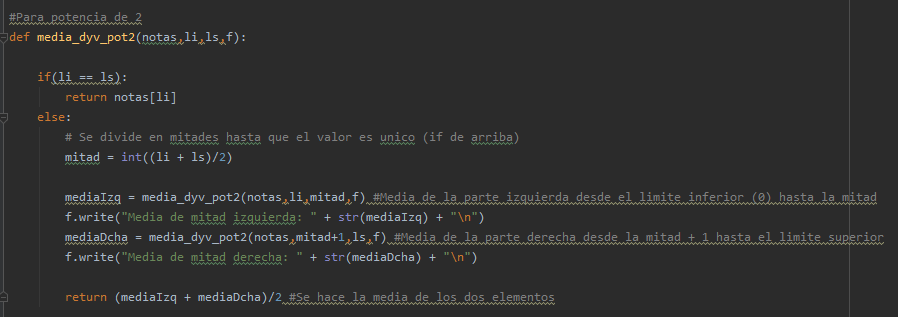 #Para potencia de 2
def media_dyv_pot2(notas,li,ls,f):
if(li == ls):
return notas[li]
else:
# Se divide en mitades hasta que el valor es unico (if de arriba)
mitad = int((li + ls)/2)
mediaIzq = media_dyv_pot2(notas,li,mitad,f) #Media de la parte izquierda desde el limite inferior (0) hasta la mitad
f.write("Media de mitad izquierda: " + str(mediaIzq) + "\n")
mediaDcha = media_dyv_pot2(notas,mitad+1,ls,f) #Media de la parte derecha desde la mitad + 1 hasta el limite superior
f.write("Media de mitad derecha: " + str(mediaDcha) + "\n")
return (mediaIzq + mediaDcha)/2 #Se hace la media de los dos elementos